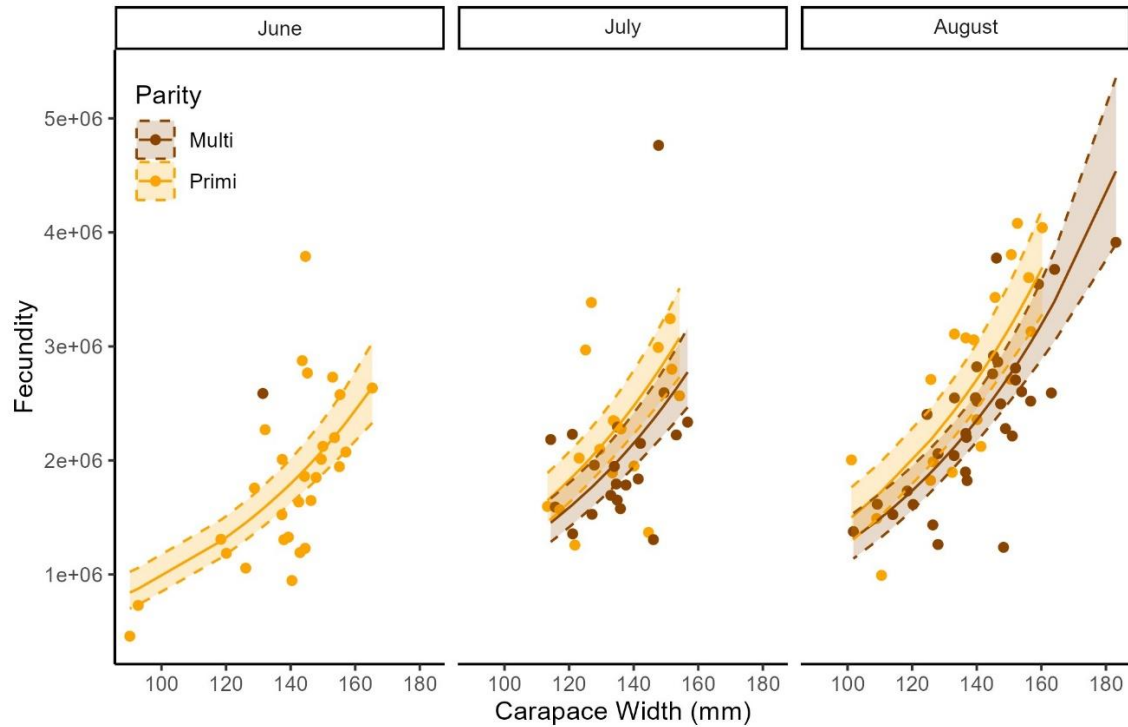 June July August
Parity
Multi
Primi
5e+06
4e+06
3e+06
2e+06
1e+06
Fecundity
100 120 140 160 180 100 120 140 160 180 100 120 140 160 180
Carapace Width (mm)